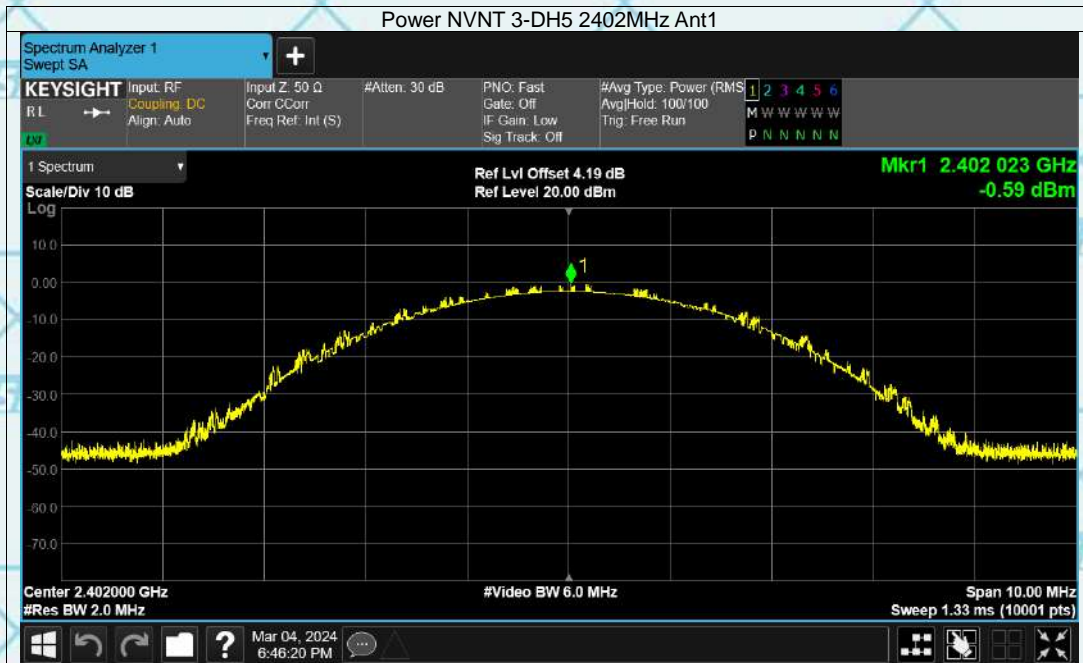 Power NVNT 3-DH5 2402MHz Ant1
Spectrum Analyzer 1
Swept SA
+
KEYSIGHT
RL
LXI
Input: RF
Coupling: DC
Align: Auto
Input Z: 50 Ω
Corr CCorr
Freq Ref: Int (S)
#Atten: 30 dB
PNO: Fast
Gate: Off
IF Gain: Low
Sig Track: Off
#Avg Type: Power (RMS
Avg|Hold: 100/100
Trig: Free Run
1 2 3 4 5 6
M W W W W W
P N N N N N
1 Spectrum
Scale/Div 10 dB
Log
Ref Lvl Offset 4.19 dB
Ref Level 20.00 dBm
Mkr1 2.402 023 GHz
-0.59 dBm
1
10.0
0.00
-10.0
-20.0
-30.0
-40.0
-50.0
-60.0
-70.0
Center 2.402000 GHz
#Res BW 2.0 MHz
#Video BW 6.0 MHz
Span 10.00 MHz
Sweep 1.33 ms (10001 pts)
?
Mar 04, 2024
6:46:20 PM